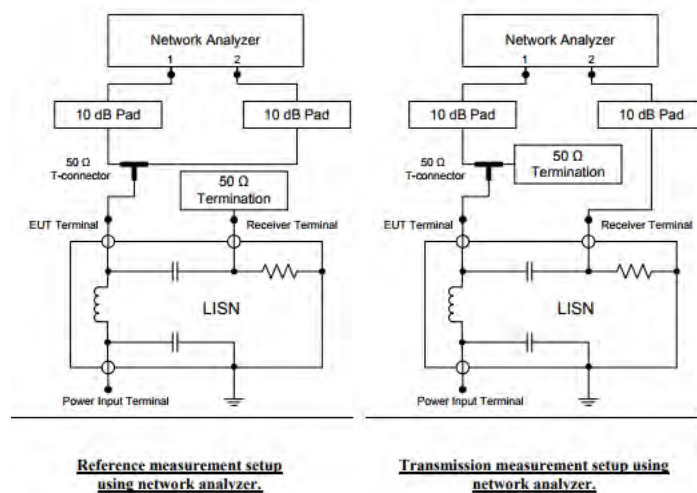 Network Analyzer
1 2
10 dB Pad
10 dB Pad
50 Ω
T-connector
50 Ω
Termination
EUT Terminal
Receiver Terminal
LISN
Power Input Terminal
Reference measurement setup
using network analyzer.
Network Analyzer
1 2
10 dB Pad
10 dB Pad
50 Ω
T-connector
50 Ω
Termination
EUT Terminal
Receiver Terminal
LISN
Power Input Terminal
Transmission measurement setup using
network analyzer.